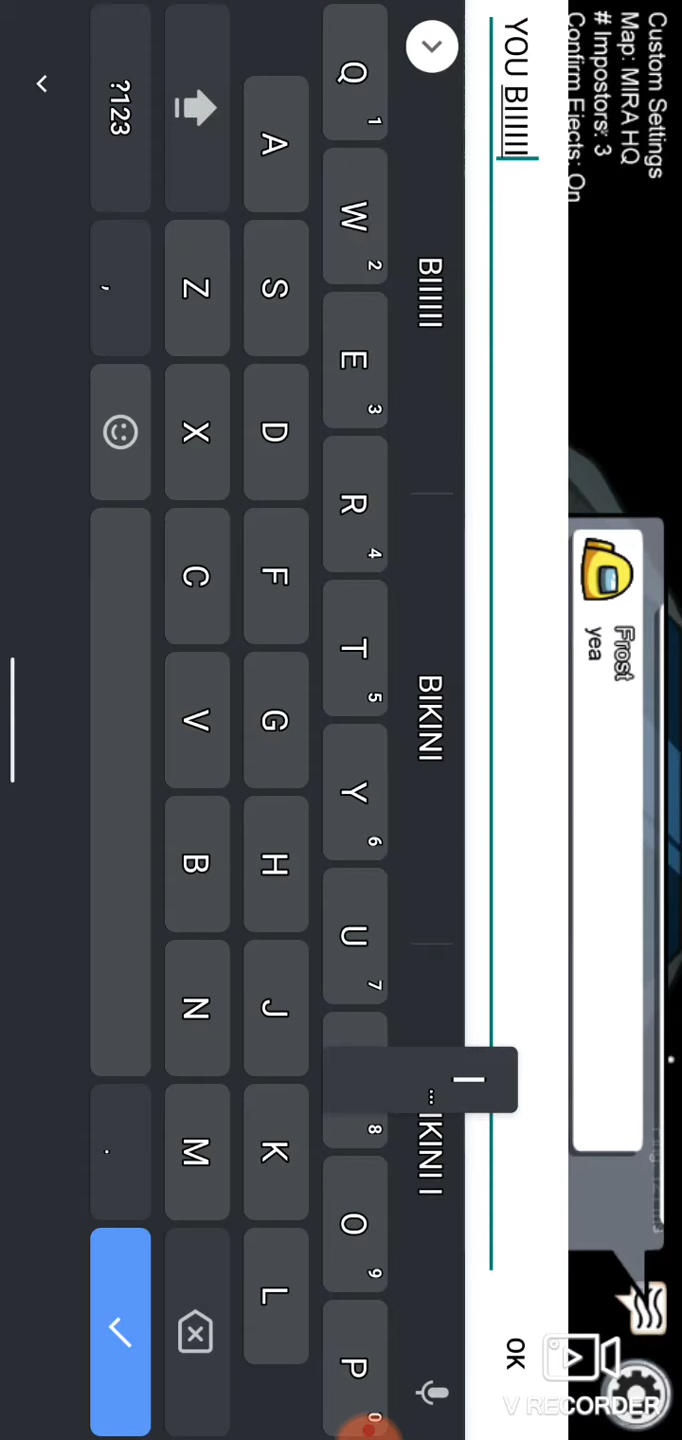 Custom Settings
Map: MIRA HQ
# Impostors: 3
Confirm Ejects: On
Frost
yea
V RECORDER
YOU BIIIIII
OK
BIIIIII BIKINI ... IKINI I
I
Q 1 W 2 E 3 R 4 T 5 Y 6 U 7 8 O 9 P 0
A S D F G H J K L
Z X C V B N M
?123 , .